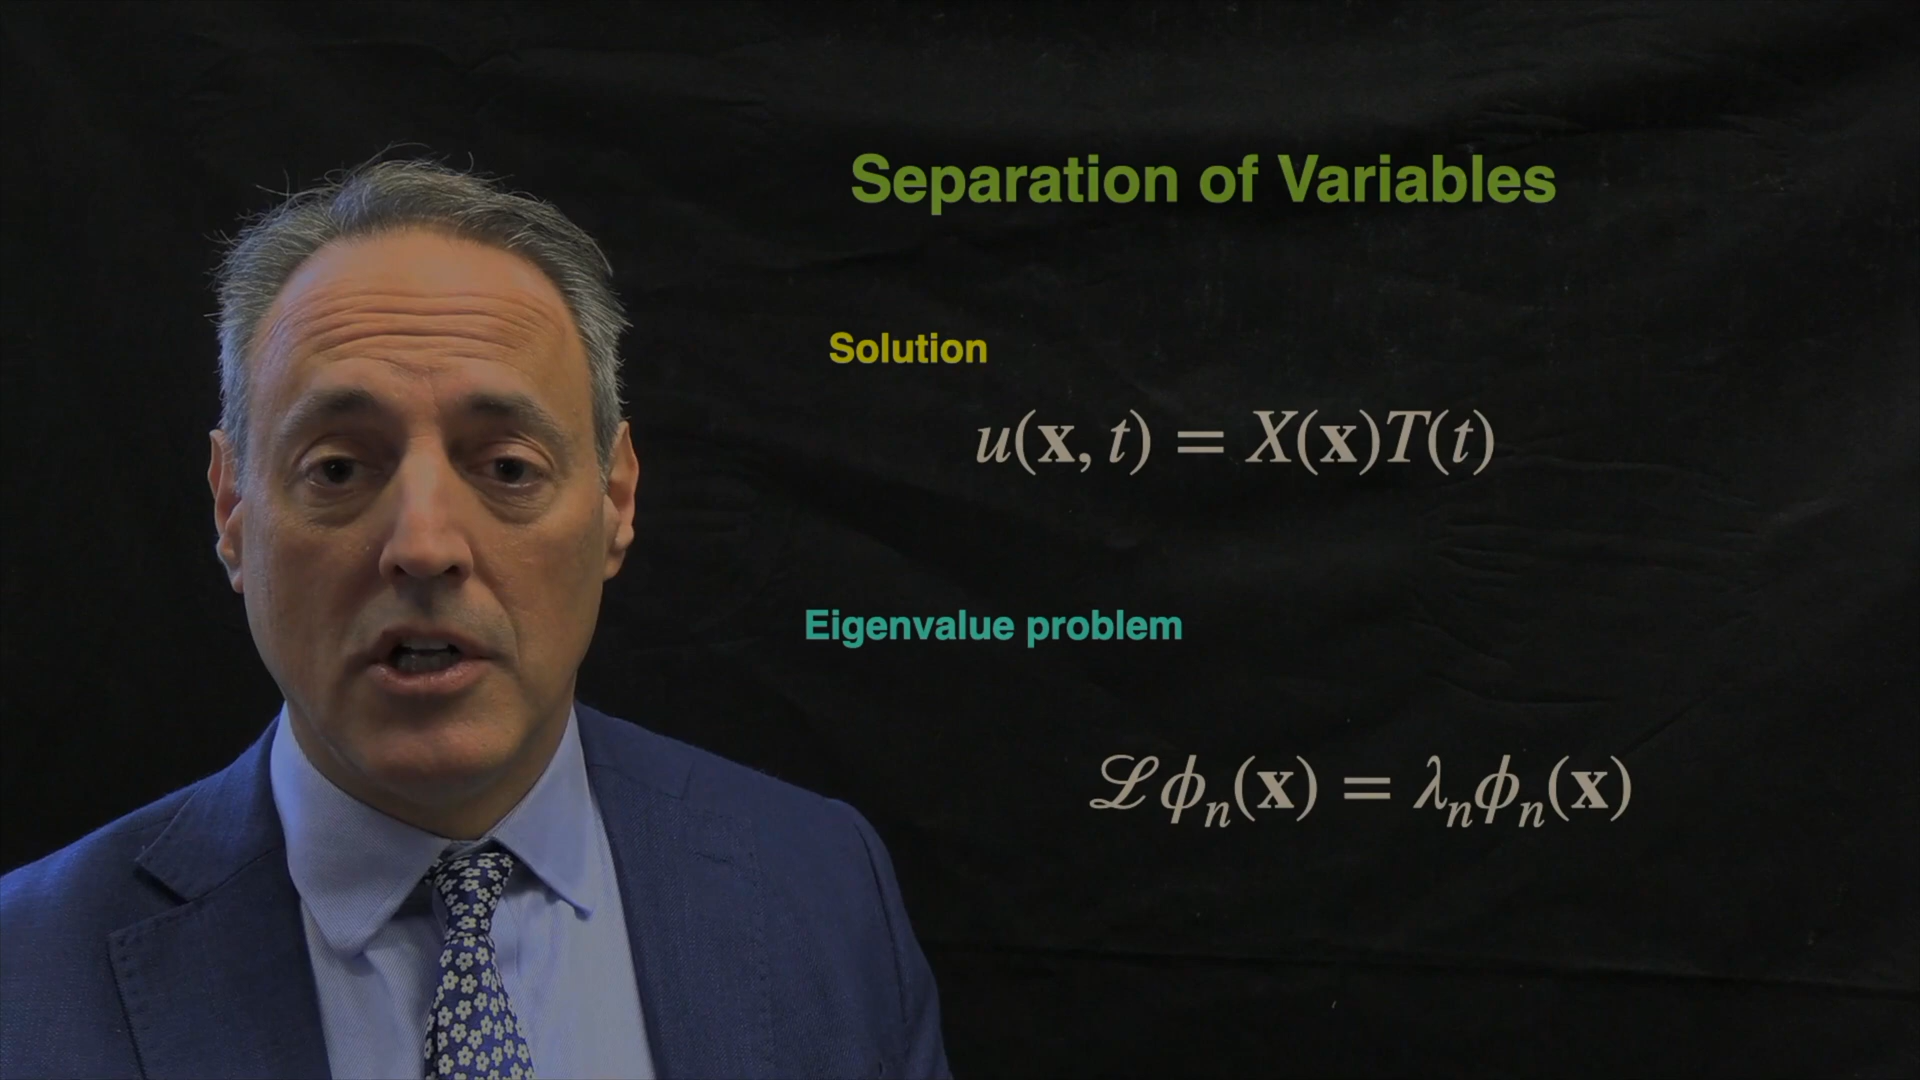 Separation of Variables
Solution
u(𝐱, t) = X(𝐱)T(t)
Eigenvalue problem
ℒϕₙ(𝐱) = λₙϕₙ(𝐱)